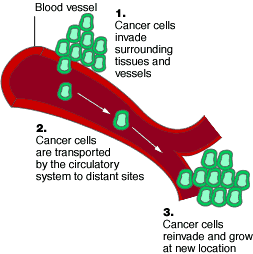 Blood vessel
1.
Cancer cells
invade
surrounding
tissues and
vessels
2.
Cancer cells
are transported
by the circulatory
system to distant sites
3.
Cancer cells
reinvade and grow
at new location